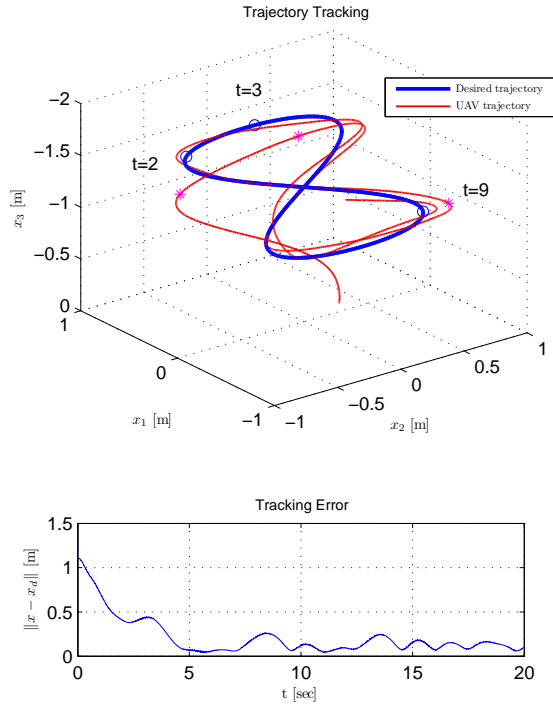 Trajectory Tracking
t=3
Desired trajectory
UAV trajectory
t=2
t=9
−2
−1.5
−1
−0.5
0
x₃ [m]
1
0
−1
x₁ [m]
−1
−0.5
0
0.5
1
x₂ [m]
Tracking Error
1.5
1
0.5
0
‖x − x_d‖ [m]
0
5
10
15
20
t [sec]